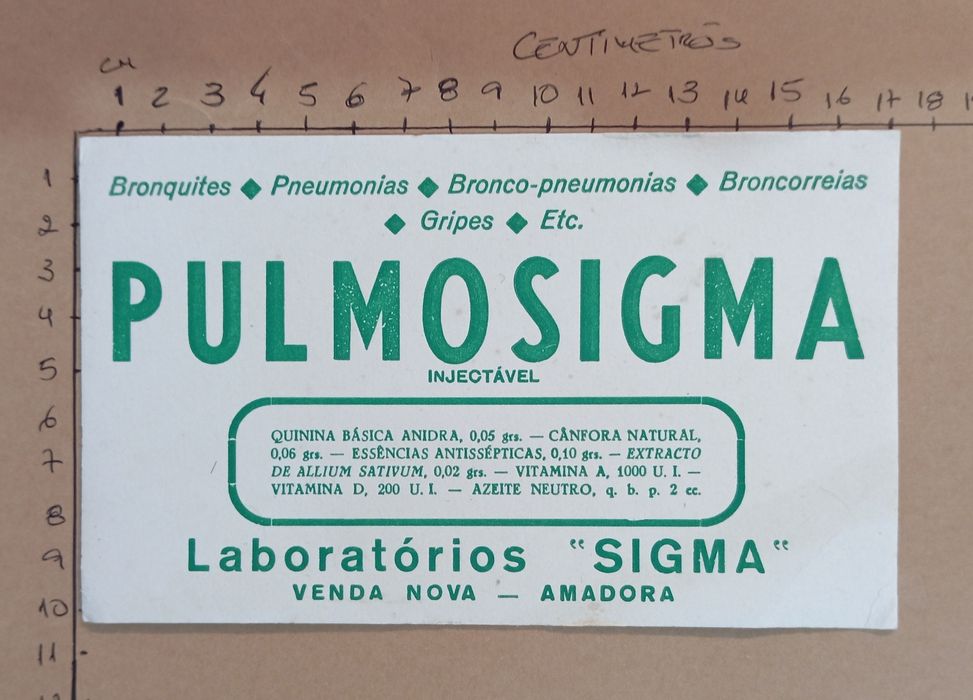 CENTIMETROS
CM
1 2 3 4 5 6 7 8 9 10 11 12 13 14 15 16 17 18
1
Bronquites ◆ Pneumonias ◆ Bronco-pneumonias ◆ Broncorreias
2
◆ Gripes ◆ Etc.
3
4
PULMOSIGMA
5
INJECTÁVEL
6
QUININA BÁSICA ANIDRA, 0,05 grs. — CÂNFORA NATURAL,
0,06 grs. — ESSÊNCIAS ANTISSÉPTICAS, 0,10 grs. — EXTRACTO
7
DE ALLIUM SATIVUM, 0,02 grs. — VITAMINA A, 1000 U. I. —
VITAMINA D, 200 U. I. — AZEITE NEUTRO, q. b. p. 2 cc.
8
9
Laboratórios "SIGMA"
VENDA NOVA — AMADORA
10
11